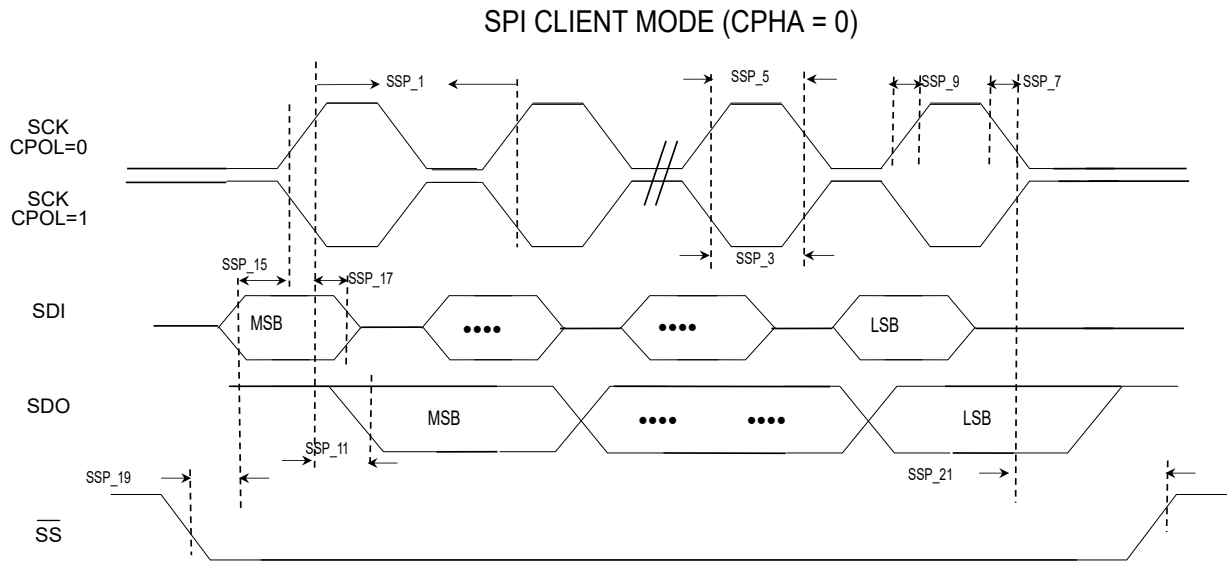 SPI CLIENT MODE (CPHA = 0)
SSP_1
SSP_5
SSP_9
SSP_7
SCK
CPOL=0
SCK
CPOL=1
SSP_15
SSP_17
SSP_3
SDI
MSB
••••
••••
LSB
SDO
MSB
••••
••••
LSB
SSP_11
SSP_19
SSP_21
SS